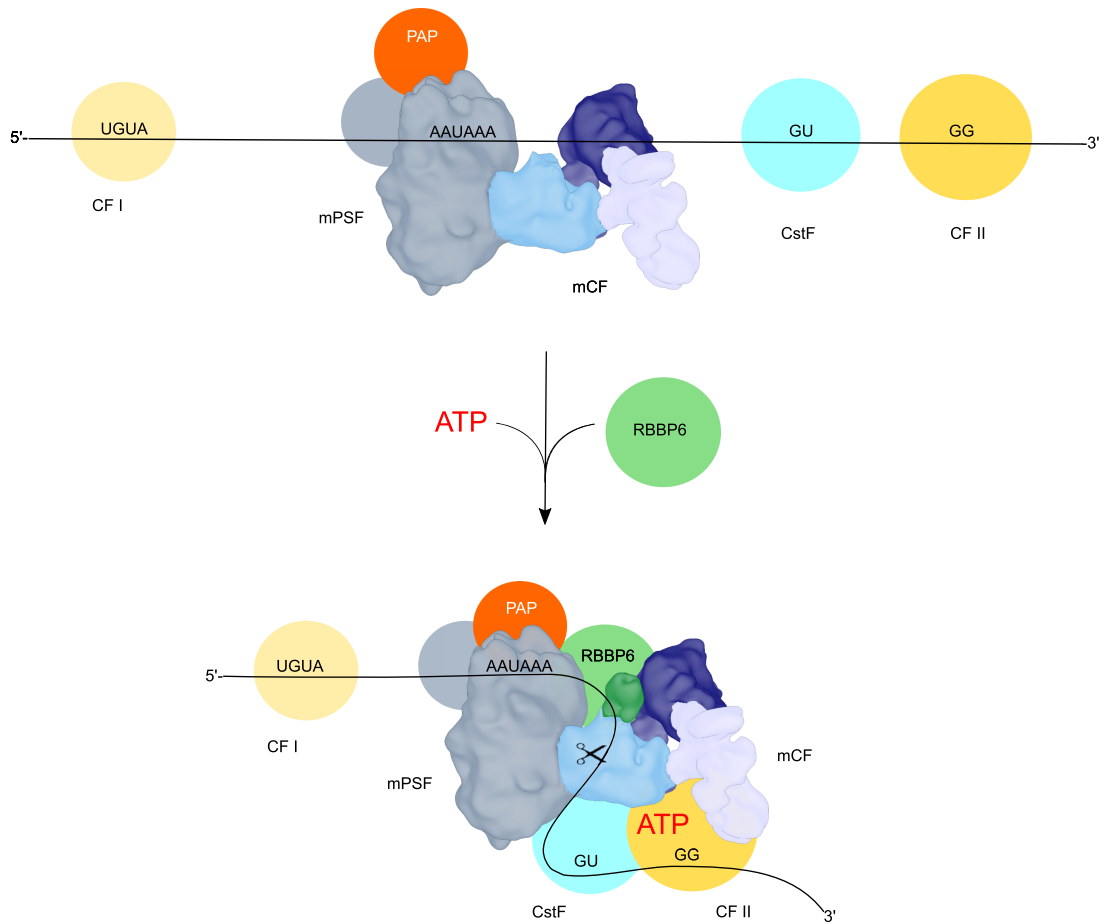 PAP
UGUA
AAUAAA
GU
GG
5'-
-3'
CF I
mPSF
CstF
CF II
mCF
ATP
RBBP6
PAP
RBBP6
UGUA
AAUAAA
5'-
CF I
mCF
mPSF
ATP
GU
GG
CstF
CF II
3'